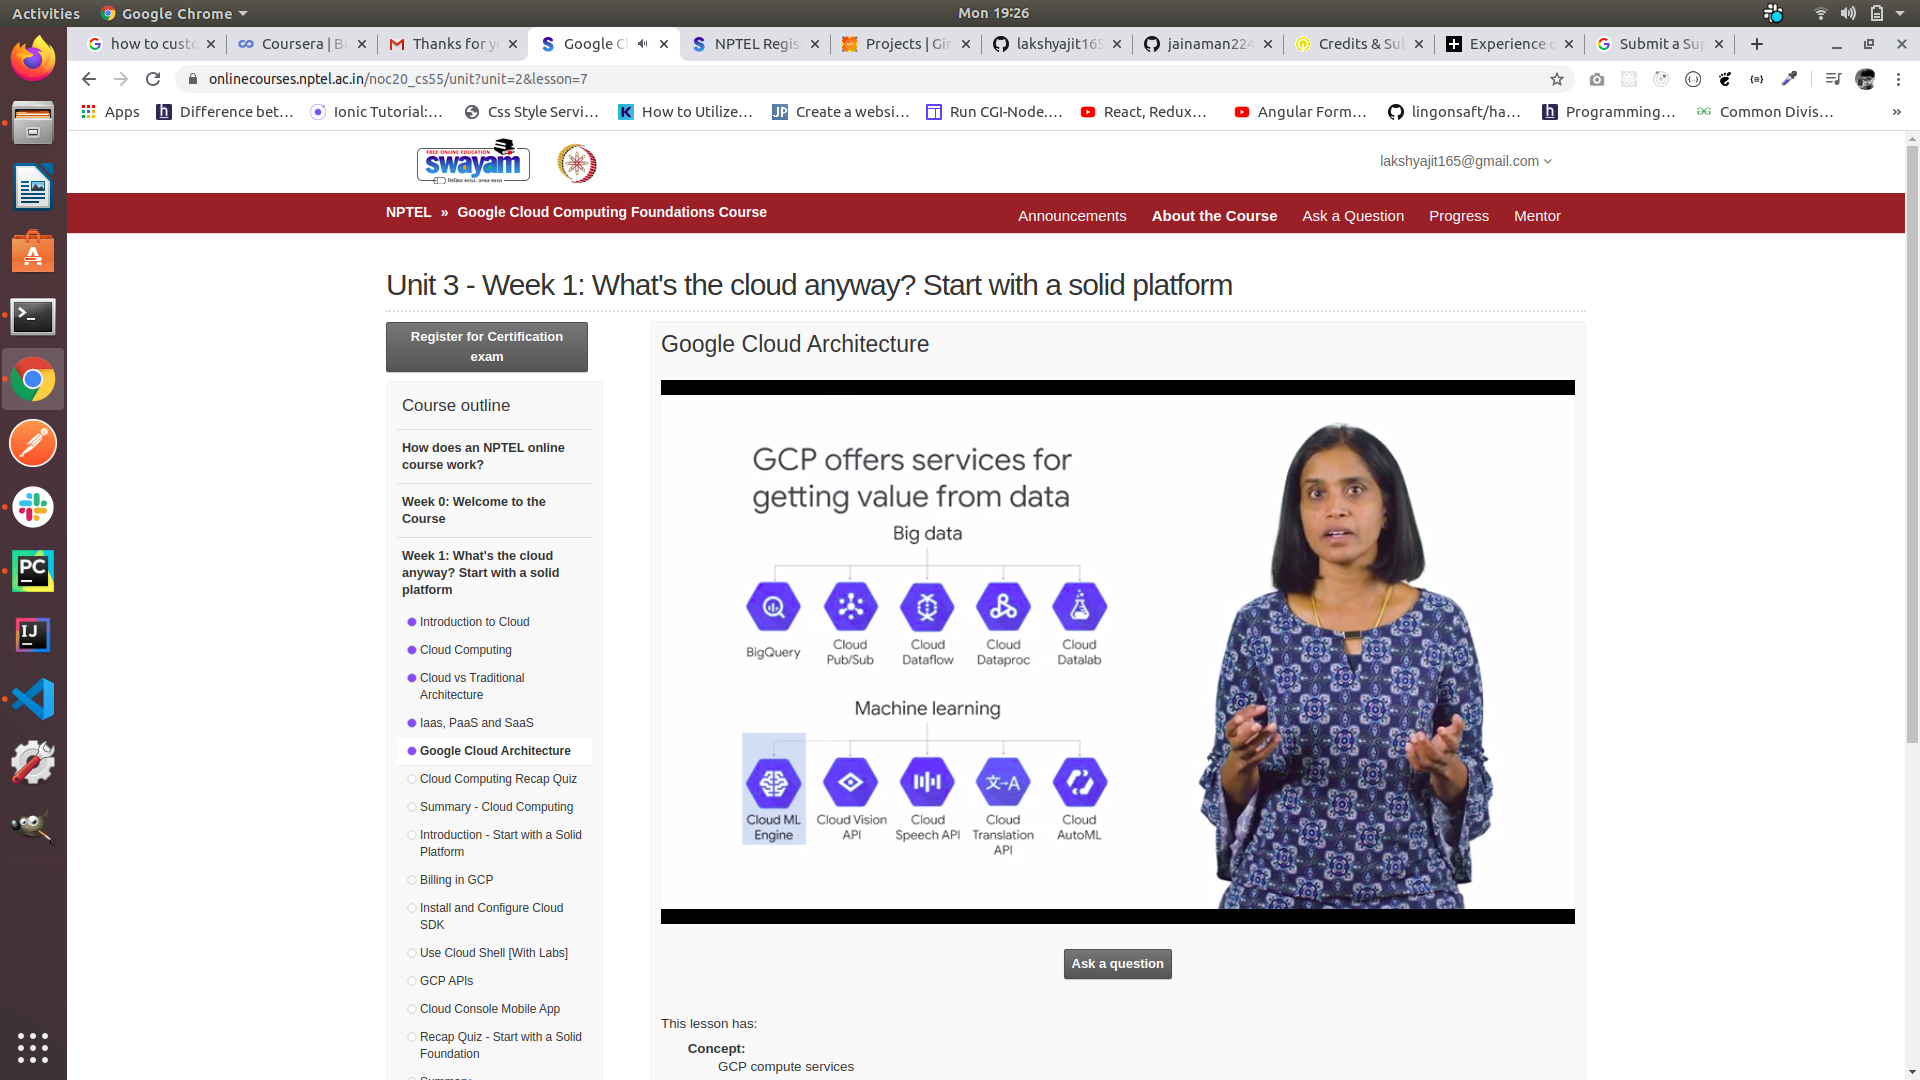 Activities
Google Chrome
Mon 19:26
how to custo
Coursera | Bu
Thanks for yo
Google Cl
NPTEL Regis
Projects | Gir
lakshyajit165
jainaman224
Credits & Sub
Experience c
Submit a Sup
onlinecourses.nptel.ac.in/noc20_cs55/unit?unit=2&lesson=7
Apps
Difference bet…
Ionic Tutorial:…
Css Style Servi…
How to Utilize…
Create a websi…
Run CGI-Node.…
React, Redux…
Angular Form…
lingonsaft/ha…
Programming…
Common Divis…
»
FREE ONLINE EDUCATION
swayam
शिक्षित भारत, उन्नत भारत
lakshyajit165@gmail.com
NPTEL » Google Cloud Computing Foundations Course
Announcements
About the Course
Ask a Question
Progress
Mentor
Unit 3 - Week 1: What's the cloud anyway? Start with a solid platform
Register for Certification
exam
Course outline
How does an NPTEL online
course work?
Week 0: Welcome to the
Course
Week 1: What's the cloud
anyway? Start with a solid
platform
Introduction to Cloud
Cloud Computing
Cloud vs Traditional
Architecture
Iaas, PaaS and SaaS
Google Cloud Architecture
Cloud Computing Recap Quiz
Summary - Cloud Computing
Introduction - Start with a Solid
Platform
Billing in GCP
Install and Configure Cloud
SDK
Use Cloud Shell [With Labs]
GCP APIs
Cloud Console Mobile App
Recap Quiz - Start with a Solid
Foundation
Summary
Google Cloud Architecture
GCP offers services for
getting value from data
Big data
BigQuery
Cloud
Pub/Sub
Cloud
Dataflow
Cloud
Dataproc
Cloud
Datalab
Machine learning
Cloud ML
Engine
Cloud Vision
API
Cloud
Speech API
Cloud
Translation
API
Cloud
AutoML
Ask a question
This lesson has:
Concept:
GCP compute services